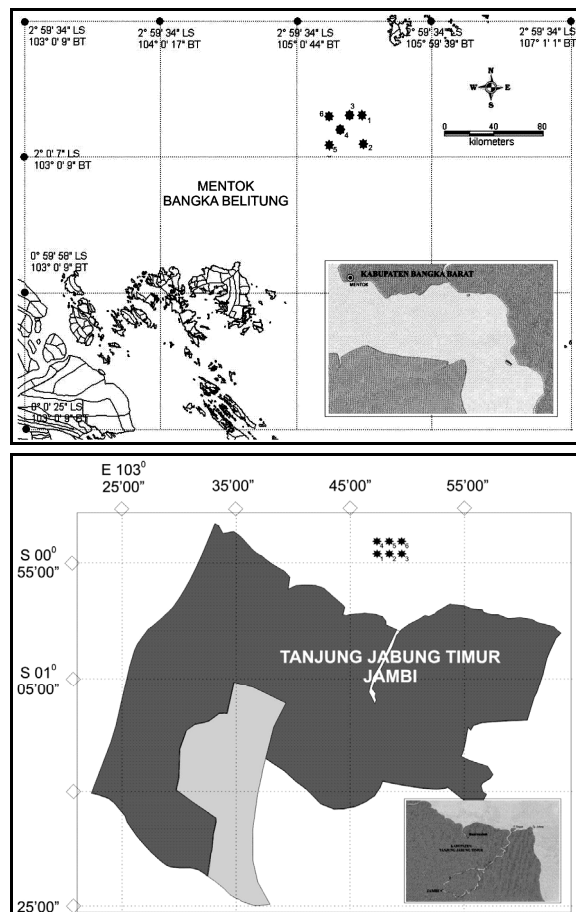 2° 59' 34" LS
103° 0' 9" BT
2° 59' 34" LS
104° 0' 17" BT
2° 59' 34" LS
105° 0' 44" BT
2° 59' 34" LS
105° 59' 39" BT
2° 59' 34" LS
107° 1' 1" BT
N
W
E
S
6
3
1
4
5
2
0 40 80
kilometers
2° 0' 7" LS
103° 0' 9" BT
MENTOK
BANGKA BELITUNG
0° 59' 58" LS
103° 0' 9" BT
KABUPATEN BANGKA BARAT
MENTOK
0° 0' 25" LS
103° 0' 9" BT
E 103⁰
25'00" 35'00" 45'00" 55'00"
4 5 6
1 2 3
S 00⁰
55'00"
S 01⁰
05'00"
TANJUNG JABUNG TIMUR
JAMBI
KABUPATEN
TANJUNG JABUNG TIMUR
JAMBI
25'00"